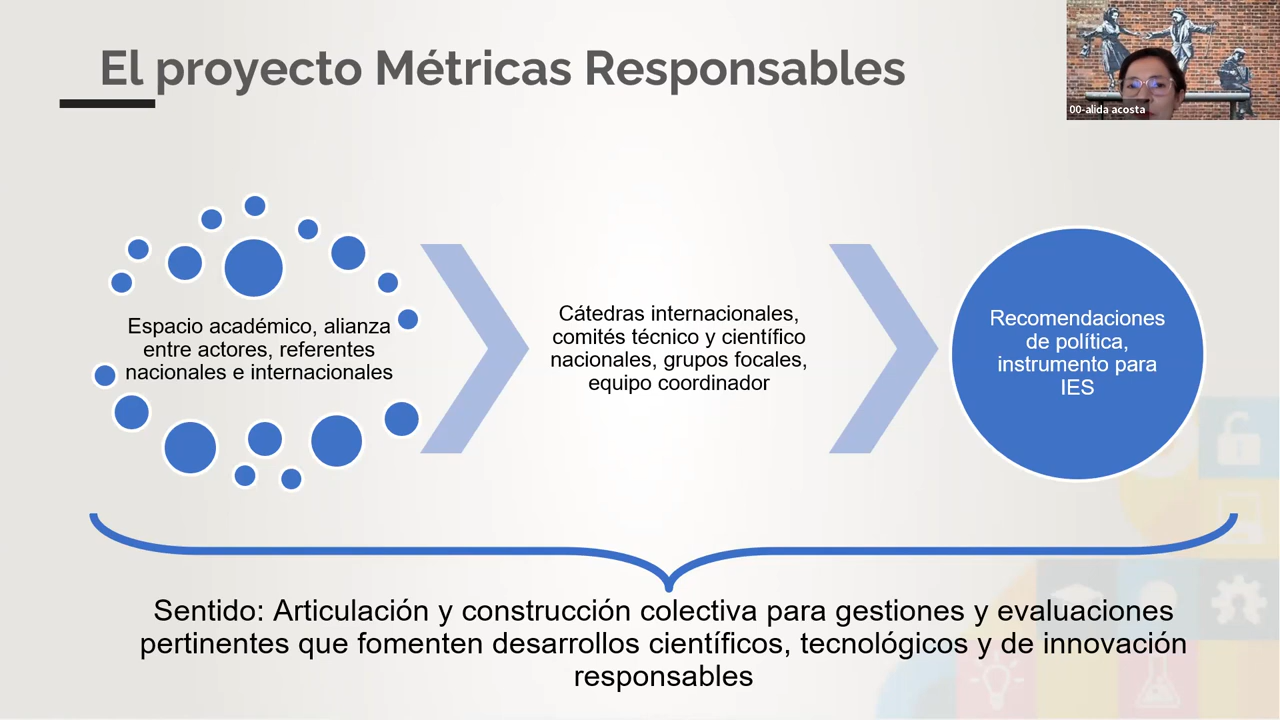 El proyecto Métricas Responsables
00-alida acosta
Espacio académico, alianza
entre actores, referentes
nacionales e internacionales
Cátedras internacionales,
comités técnico y científico
nacionales, grupos focales,
equipo coordinador
Recomendaciones
de política,
instrumento para
IES
Sentido: Articulación y construcción colectiva para gestiones y evaluaciones
pertinentes que fomenten desarrollos científicos, tecnológicos y de innovación
responsables